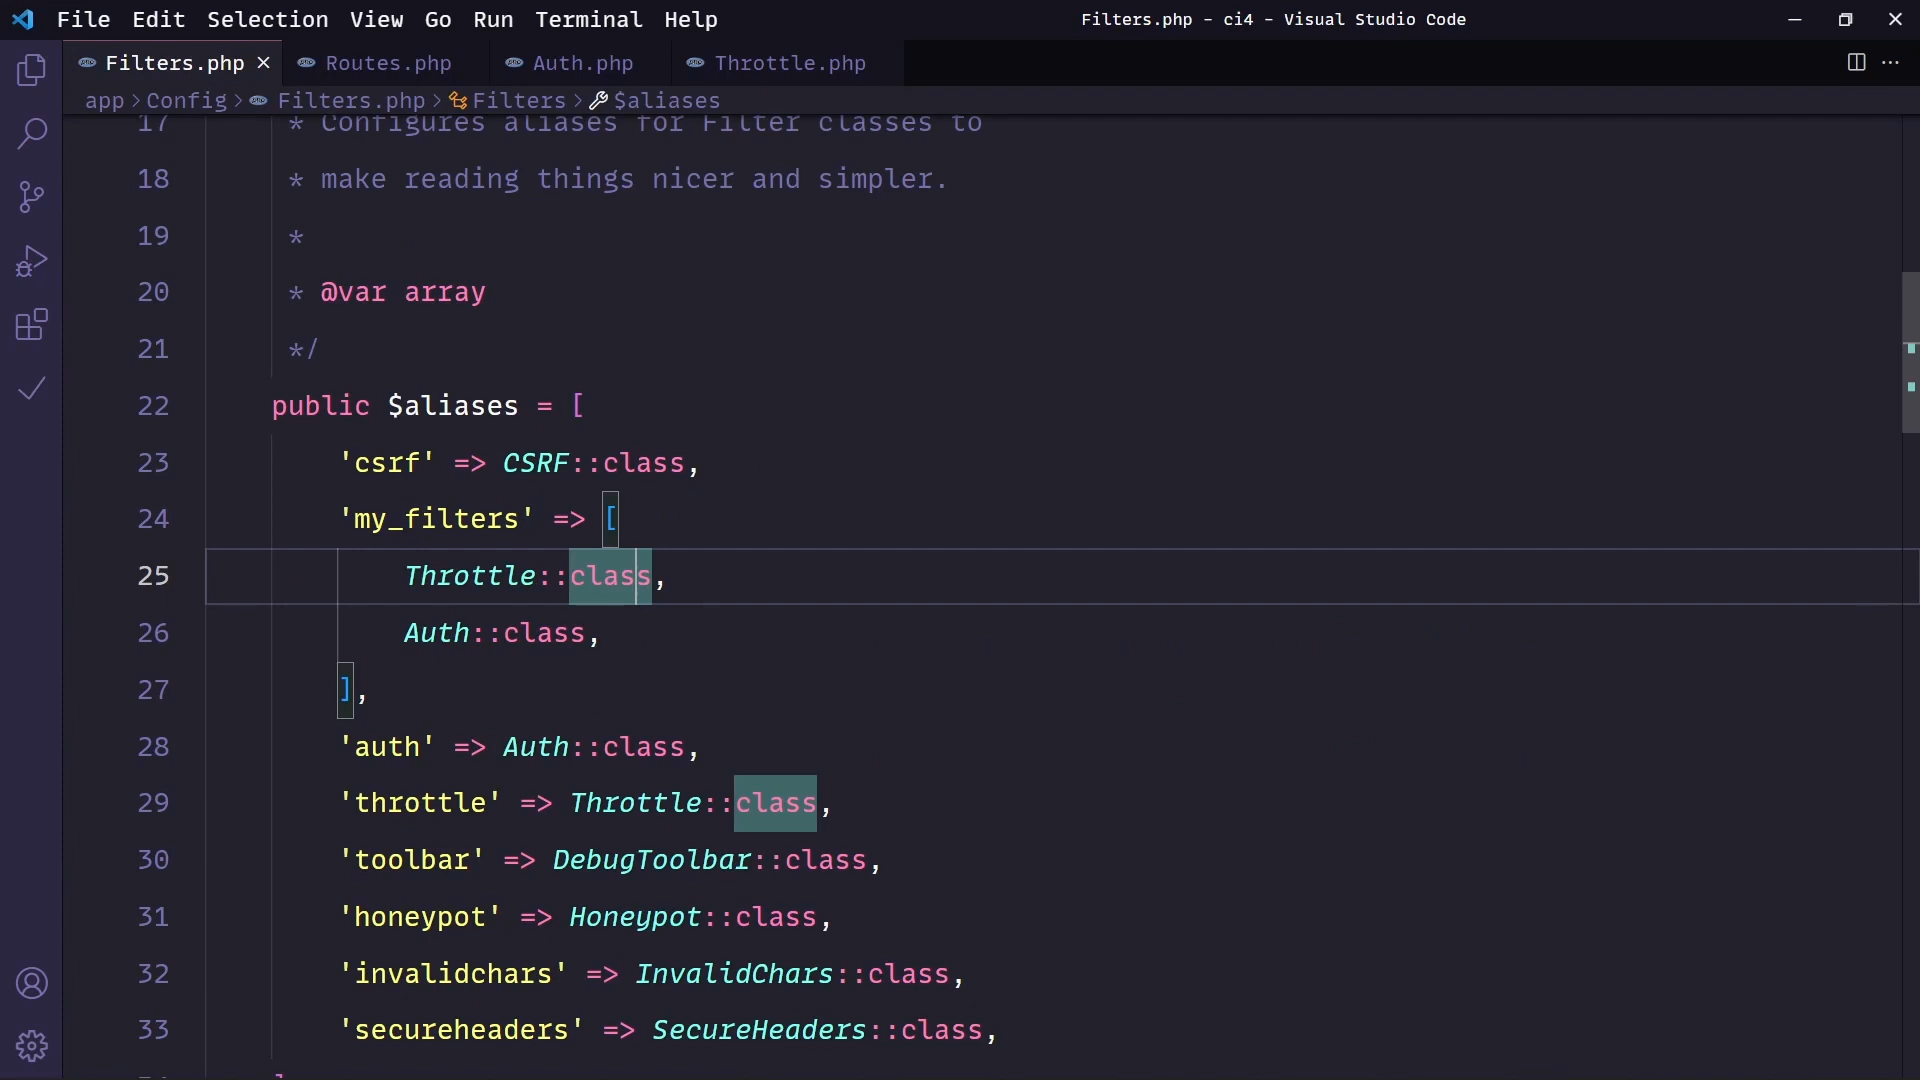 File Edit Selection View Go Run Terminal Help
Filters.php - ci4 - Visual Studio Code
Filters.php Routes.php Auth.php Throttle.php
app > Config > Filters.php > Filters > $aliases
17 * Configures aliases for Filter classes to
18 * make reading things nicer and simpler.
19 *
20 * @var array
21 */
22 public $aliases = [
23 'csrf' => CSRF::class,
24 'my_filters' => [
25 Throttle::class,
26 Auth::class,
27 ],
28 'auth' => Auth::class,
29 'throttle' => Throttle::class,
30 'toolbar' => DebugToolbar::class,
31 'honeypot' => Honeypot::class,
32 'invalidchars' => InvalidChars::class,
33 'secureheaders' => SecureHeaders::class,